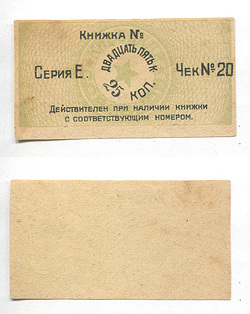 Книжка №
ДВАДЦАТЬ ПЯТЬ К.
Серия Е.
Чек № 20
25 КОП.
Действителен при наличии книжки
с соответствующим номером.